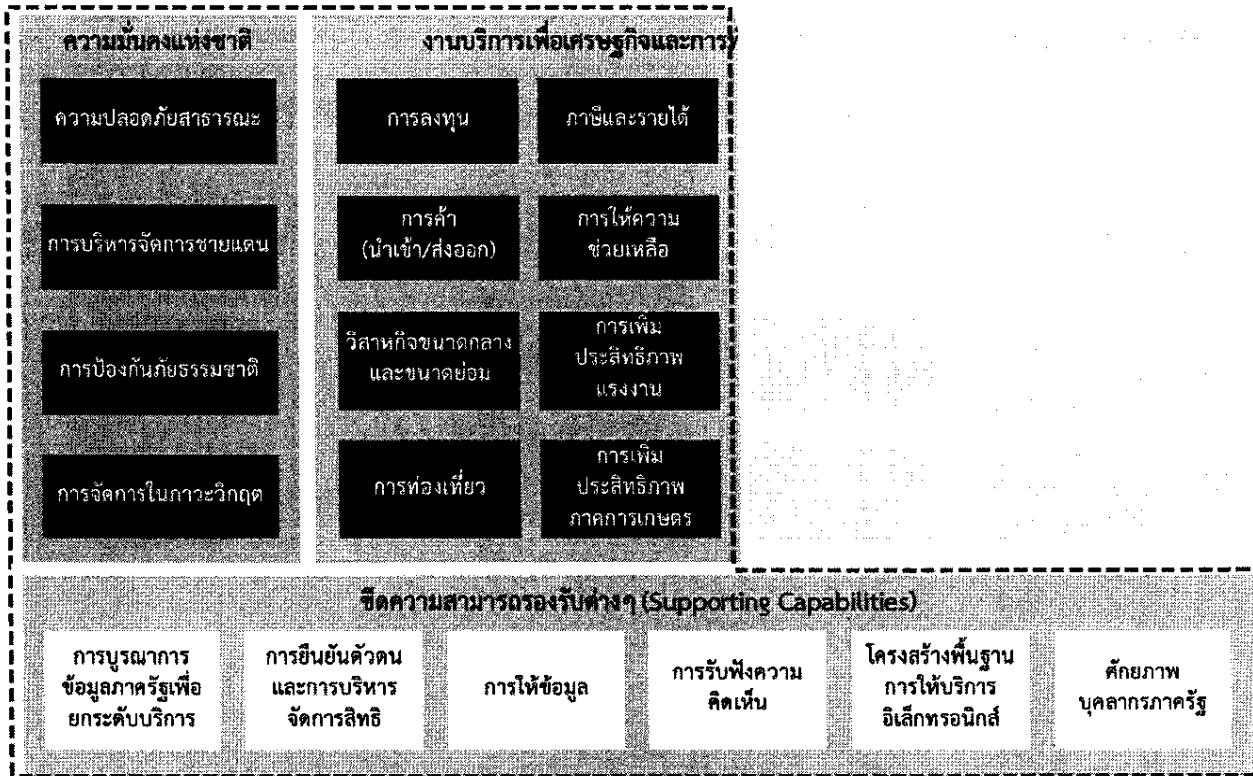 ความมั่นคงแห่งชาติ
ความปลอดภัยสาธารณะ
การบริหารจัดการชายแดน
การป้องกันภัยธรรมชาติ
การจัดการในภาวะวิกฤต
งานบริการเพื่อเศรษฐกิจและการ
การลงทุน
ภาษีและรายได้
การค้า
(นำเข้า/ส่งออก)
การให้ความ
ช่วยเหลือ
วิสาหกิจขนาดกลาง
และขนาดย่อม
การเพิ่ม
ประสิทธิภาพ
แรงงาน
การท่องเที่ยว
การเพิ่ม
ประสิทธิภาพ
ภาคการเกษตร
ขีดความสามารถรองรับต่างๆ (Supporting Capabilities)
การบูรณาการ
ข้อมูลภาครัฐเพื่อ
ยกระดับบริการ
การยืนยันตัวตน
และการบริหาร
จัดการสิทธิ
การให้ข้อมูล
การรับฟังความ
คิดเห็น
โครงสร้างพื้นฐาน
การให้บริการ
อิเล็กทรอนิกส์
ศักยภาพ
บุคลากรภาครัฐ